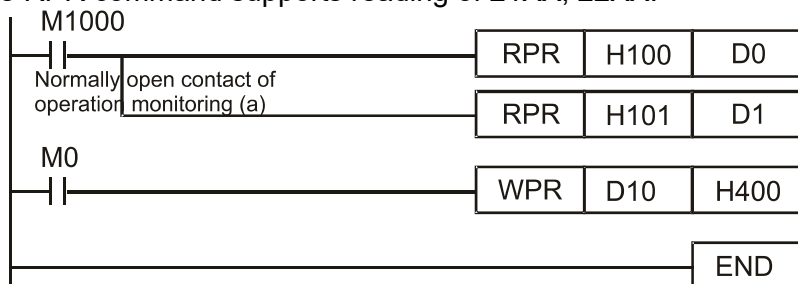 M1000
RPR H100 D0
Normally open contact of
operation monitoring (a)
RPR H101 D1
M0
WPR D10 H400
END